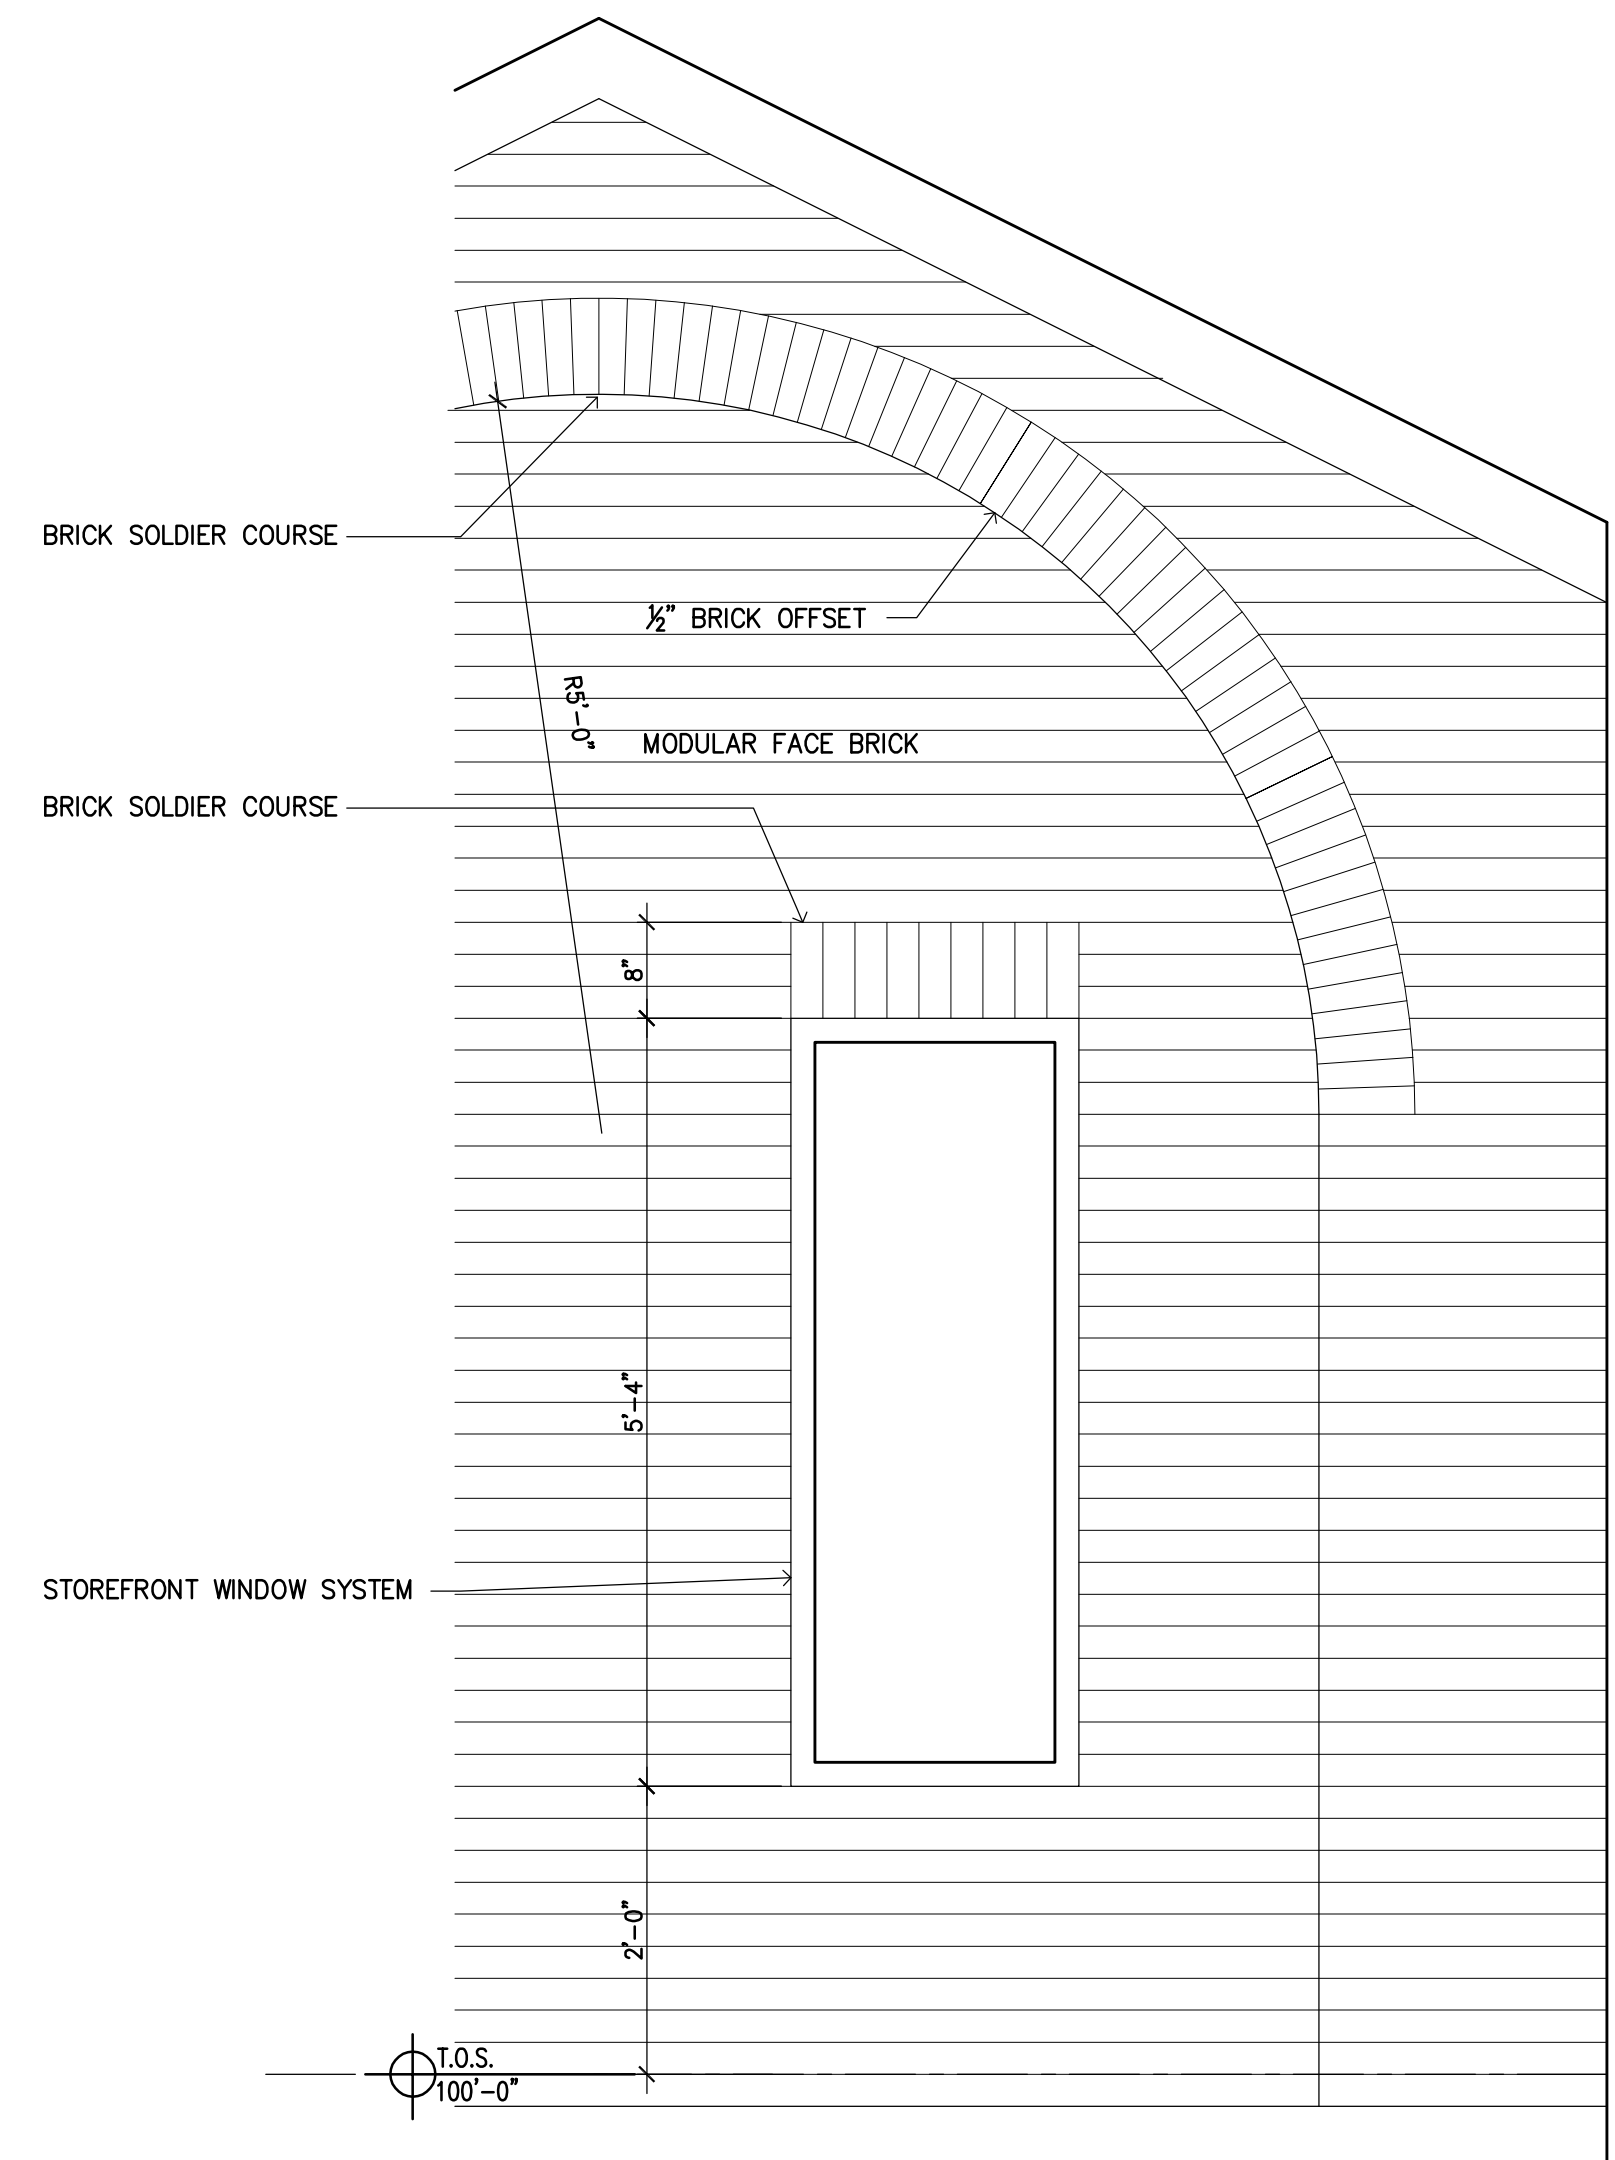 BRICK SOLDIER COURSE
½” BRICK OFFSET
R5'-0”
MODULAR FACE BRICK
BRICK SOLDIER COURSE
8”
5'-4”
STOREFRONT WINDOW SYSTEM
2'-0”
T.O.S.
100'-0”